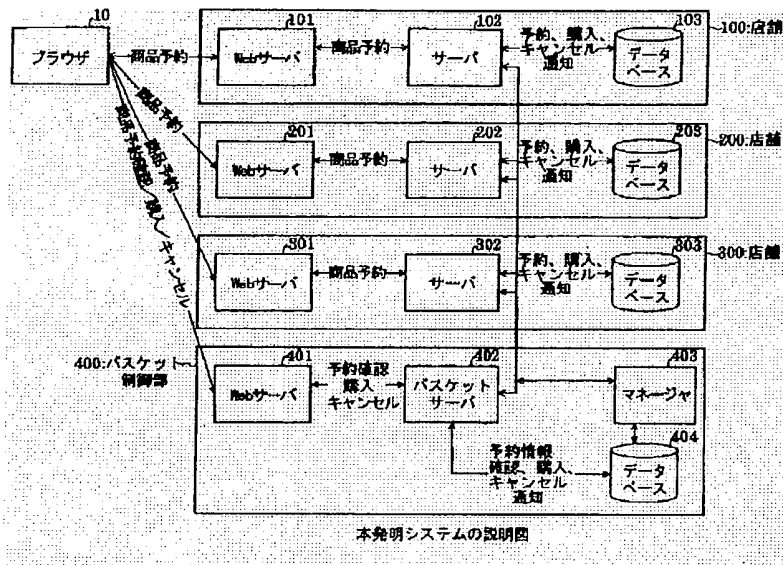 10
ブラウザ
商品予約
商品予約
商品予約
商品予約確認／購入／キャンセル
101
Webサーバ
商品予約
102
サーバ
予約、購入、
キャンセル
通知
103
データ
ベース
100:店舗
201
Webサーバ
商品予約
202
サーバ
予約、購入、
キャンセル
通知
203
データ
ベース
200:店舗
301
Webサーバ
商品予約
302
サーバ
予約、購入、
キャンセル
通知
303
データ
ベース
300:店舗
400:バスケット
制御部
401
Webサーバ
予約確認
購入
キャンセル
402
バスケット
サーバ
403
マネージャ
予約情報
確認、購入、
キャンセル
通知
404
データ
ベース
本発明システムの説明図